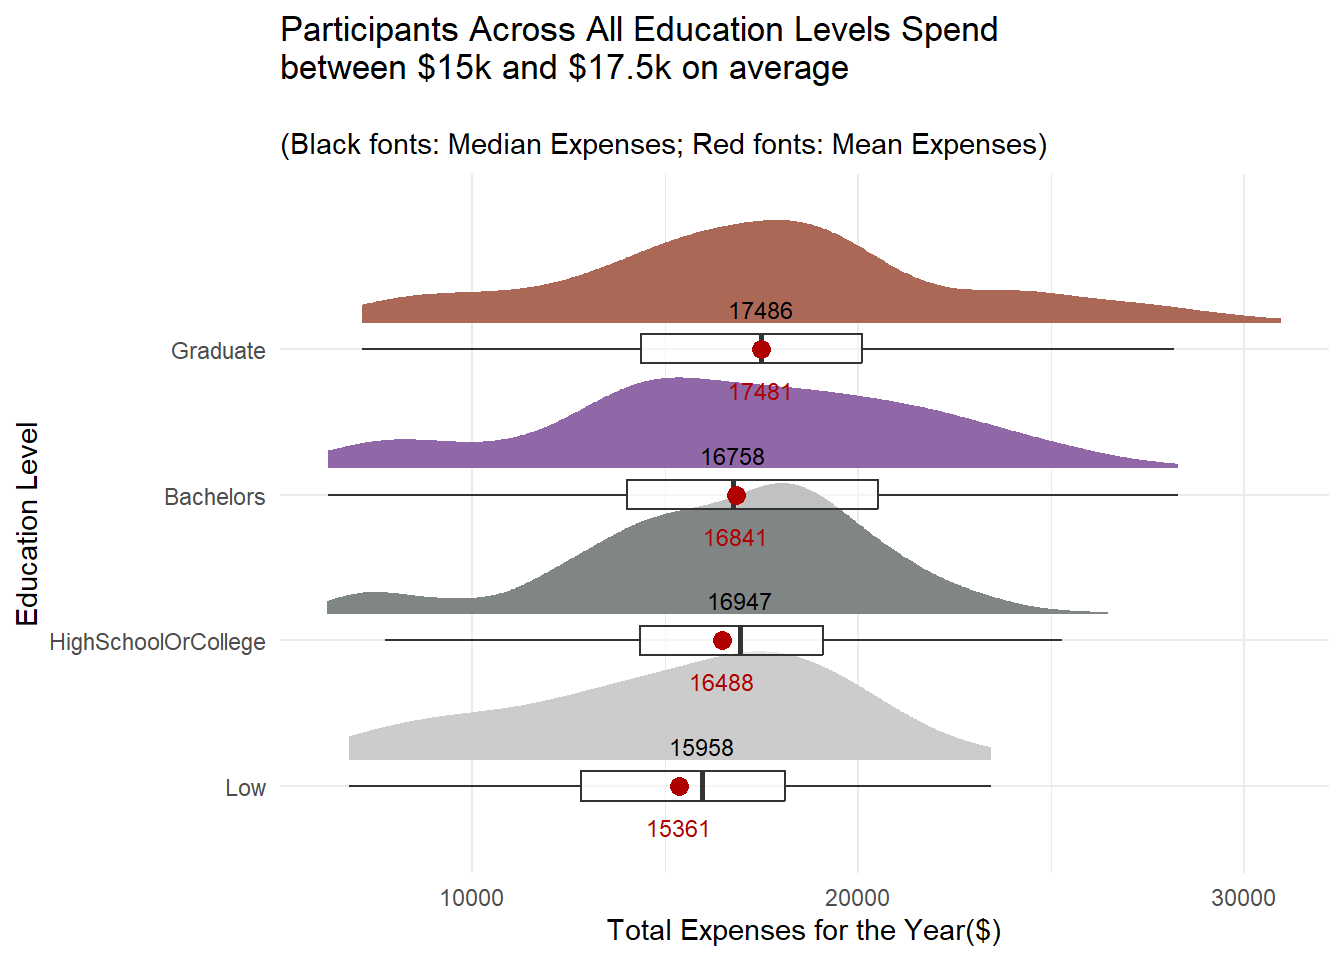 Participants Across All Education Levels Spend
between $15k and $17.5k on average
(Black fonts: Median Expenses; Red fonts: Mean Expenses)
17486
Graduate
17481
16758
Bachelors
16841
16947
HighSchoolOrCollege
16488
15958
Low
15361
Education Level
10000 20000 30000
Total Expenses for the Year($)